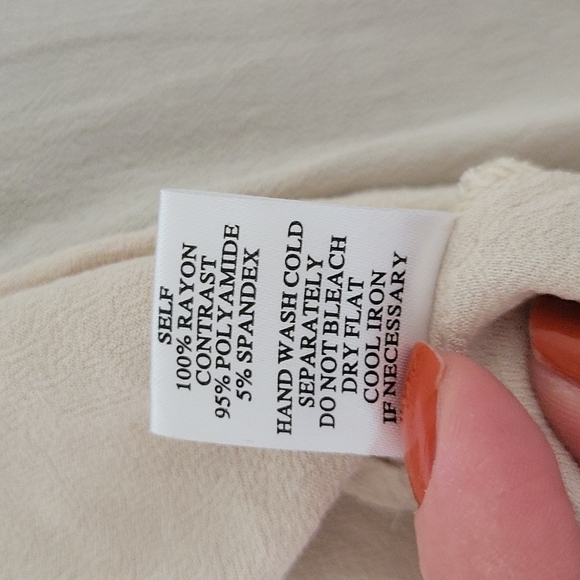 SELF
100% RAYON
CONTRAST
95% POLYAMIDE
5% SPANDEX
HAND WASH COLD
SEPARATELY
DO NOT BLEACH
DRY FLAT
COOL IRON
IF NECESSARY